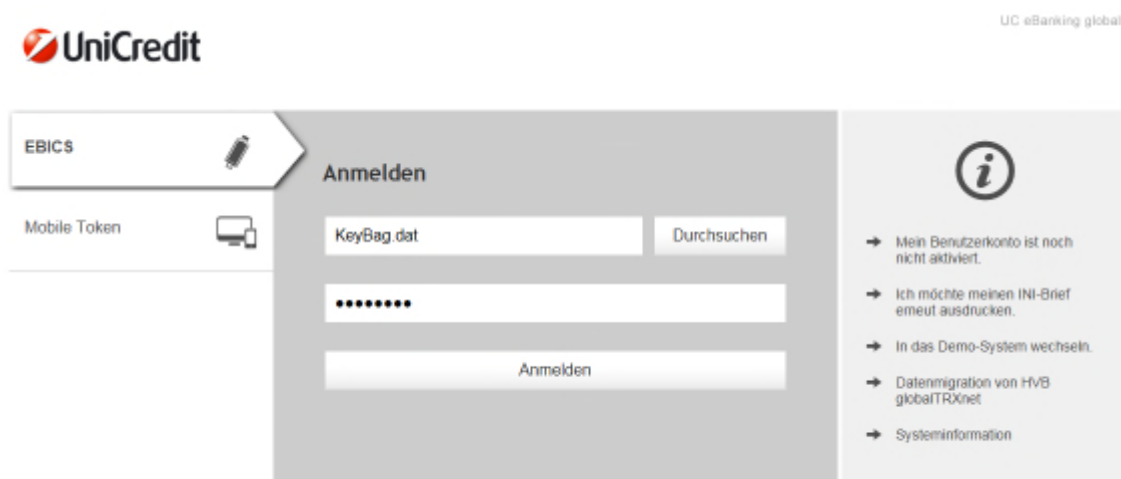 UC eBanking global
UniCredit
EBICS
Mobile Token
Anmelden
KeyBag.dat
Durchsuchen
••••••••
Anmelden
Mein Benutzerkonto ist noch
nicht aktiviert.
Ich möchte meinen INI-Brief
erneut ausdrucken.
In das Demo-System wechseln.
Datenmigration von HVB
globalTRXnet
Systeminformation